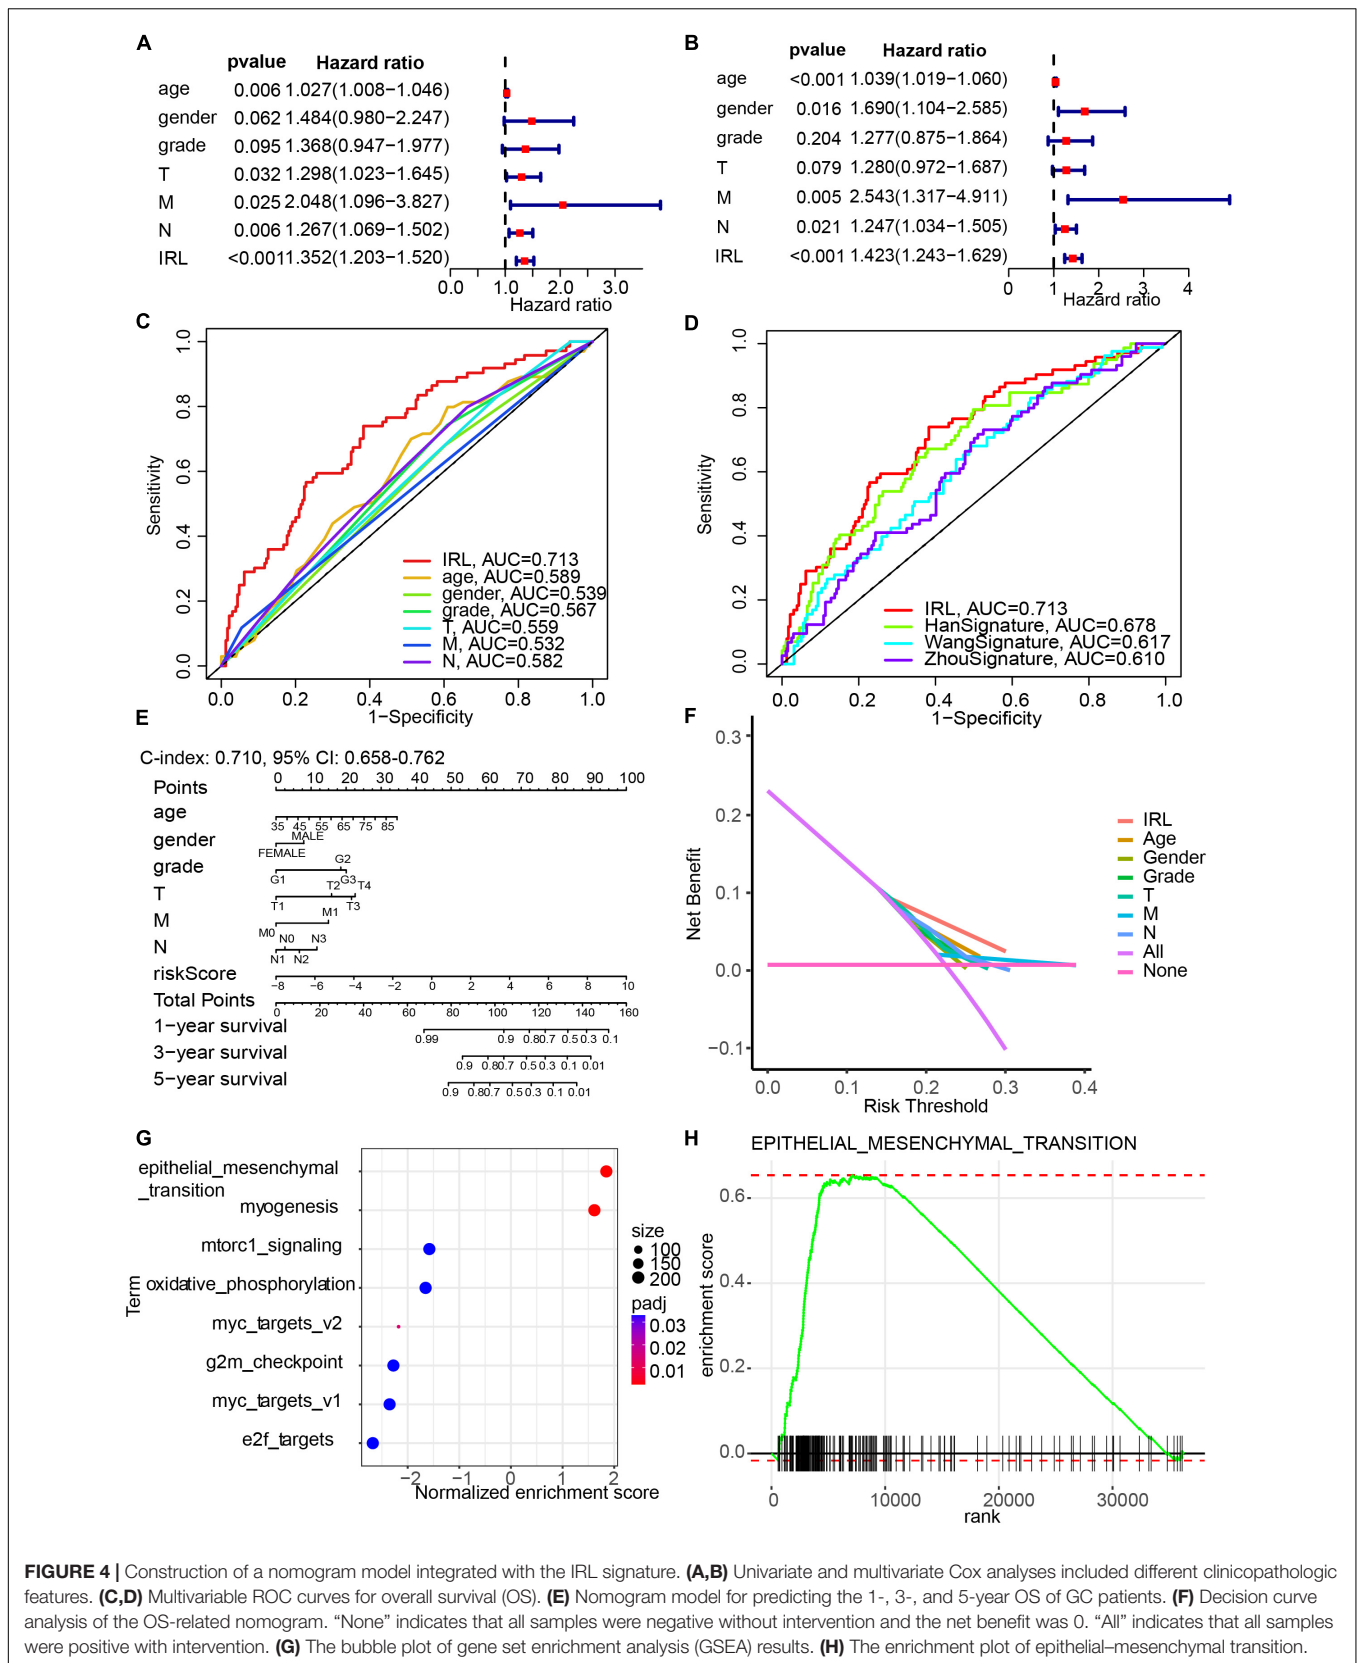 A
pvalue Hazard ratio
age 0.006 1.027(1.008−1.046)
gender 0.062 1.484(0.980−2.247)
grade 0.095 1.368(0.947−1.977)
T 0.032 1.298(1.023−1.645)
M 0.025 2.048(1.096−3.827)
N 0.006 1.267(1.069−1.502)
IRL <0.001 1.352(1.203−1.520)
0.0 1.0 2.0 3.0
Hazard ratio
B
pvalue Hazard ratio
age <0.001 1.039(1.019−1.060)
gender 0.016 1.690(1.104−2.585)
grade 0.204 1.277(0.875−1.864)
T 0.079 1.280(0.972−1.687)
M 0.005 2.543(1.317−4.911)
N 0.021 1.247(1.034−1.505)
IRL <0.001 1.423(1.243−1.629)
0 1 2 3 4
Hazard ratio
C
Sensitivity
1.0
0.8
0.6
0.4
0.2
0.0
IRL, AUC=0.713
age, AUC=0.589
gender, AUC=0.539
grade, AUC=0.567
T, AUC=0.559
M, AUC=0.532
N, AUC=0.582
0.0 0.2 0.4 0.6 0.8 1.0
1−Specificity
D
Sensitivity
1.0
0.8
0.6
0.4
0.2
0.0
IRL, AUC=0.713
HanSignature, AUC=0.678
WangSignature, AUC=0.617
ZhouSignature, AUC=0.610
0.0 0.2 0.4 0.6 0.8 1.0
1−Specificity
E
C-index: 0.710, 95% CI: 0.658-0.762
Points 0 10 20 30 40 50 60 70 80 90 100
age
35 45 55 65 75 85
gender MALE
FEMALE
grade G2
G1 G3
T T2 T4
T1 T3
M M1
M0
N N0 N3
N1 N2
riskScore
−8 −6 −4 −2 0 2 4 6 8 10
Total Points
0 20 40 60 80 100 120 140 160
1−year survival
0.99 0.9 0.80.7 0.5 0.3 0.1
3−year survival
0.9 0.80.7 0.5 0.3 0.1 0.01
5−year survival
0.9 0.80.7 0.5 0.3 0.1 0.01
F
Net Benefit
0.3
0.2
0.1
0.0
−0.1
0.0 0.1 0.2 0.3 0.4
Risk Threshold
IRL
Age
Gender
Grade
T
M
N
All
None
G
Term
epithelial_mesenchymal
_transition
myogenesis
mtorc1_signaling
oxidative_phosphorylation
myc_targets_v2
g2m_checkpoint
myc_targets_v1
e2f_targets
−2 −1 0 1 2
Normalized enrichment score
size
100
150
200
padj
0.03
0.02
0.01
H
EPITHELIAL_MESENCHYMAL_TRANSITION
enrichment score
0.6
0.4
0.2
0.0
0 10000 20000 30000
rank
FIGURE 4 | Construction of a nomogram model integrated with the IRL signature. (A,B) Univariate and multivariate Cox analyses included different clinicopathologic
features. (C,D) Multivariable ROC curves for overall survival (OS). (E) Nomogram model for predicting the 1-, 3-, and 5-year OS of GC patients. (F) Decision curve
analysis of the OS-related nomogram. “None” indicates that all samples were negative without intervention and the net benefit was 0. “All” indicates that all samples
were positive with intervention. (G) The bubble plot of gene set enrichment analysis (GSEA) results. (H) The enrichment plot of epithelial–mesenchymal transition.